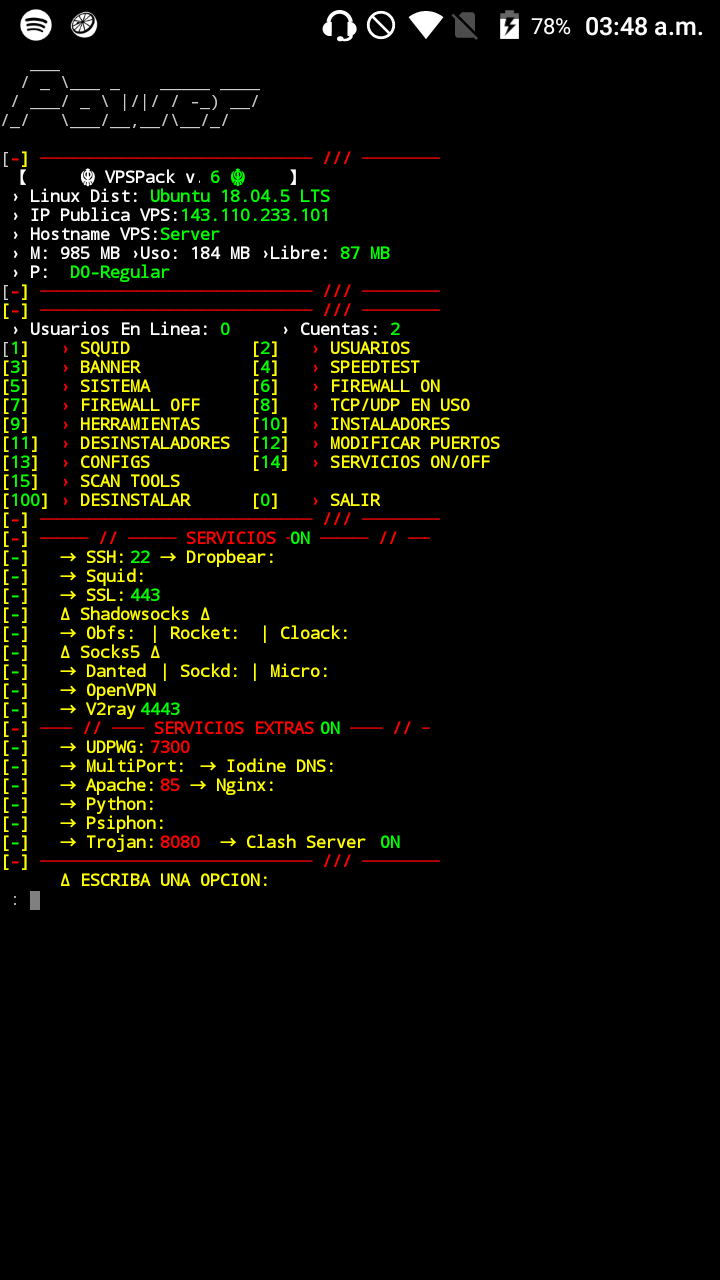 78% 03:48 a.m.
Power
[-] /// 
【 VPSPack v. 6 】
› Linux Dist: Ubuntu 18.04.5 LTS
› IP Publica VPS:143.110.233.101
› Hostname VPS:Server
› M: 985 MB ›Uso: 184 MB ›Libre: 87 MB
› P: DO-Regular
[-] ///
[-] ///
› Usuarios En Linea: 0 › Cuentas: 2
[1] › SQUID [2] › USUARIOS
[3] › BANNER [4] › SPEEDTEST
[5] › SISTEMA [6] › FIREWALL ON
[7] › FIREWALL OFF [8] › TCP/UDP EN USO
[9] › HERRAMIENTAS [10] › INSTALADORES
[11] › DESINSTALADORES [12] › MODIFICAR PUERTOS
[13] › CONFIGS [14] › SERVICIOS ON/OFF
[15] › SCAN TOOLS
[100] › DESINSTALAR [0] › SALIR
[-] ///
[-] // SERVICIOS -ON // 
[-] → SSH: 22 → Dropbear:
[-] → Squid:
[-] → SSL: 443
[-] Δ Shadowsocks Δ
[-] → Obfs: | Rocket: | Cloack:
[-] Δ Socks5 Δ
[-] → Danted | Sockd: | Micro:
[-] → OpenVPN
[-] → V2ray 4443
[-] // SERVICIOS EXTRAS ON // -
[-] → UDPWG: 7300
[-] → MultiPort: → Iodine DNS:
[-] → Apache: 85 → Nginx:
[-] → Python:
[-] → Psiphon:
[-] → Trojan: 8080 → Clash Server ON
[-] ///
Δ ESCRIBA UNA OPCION:
: